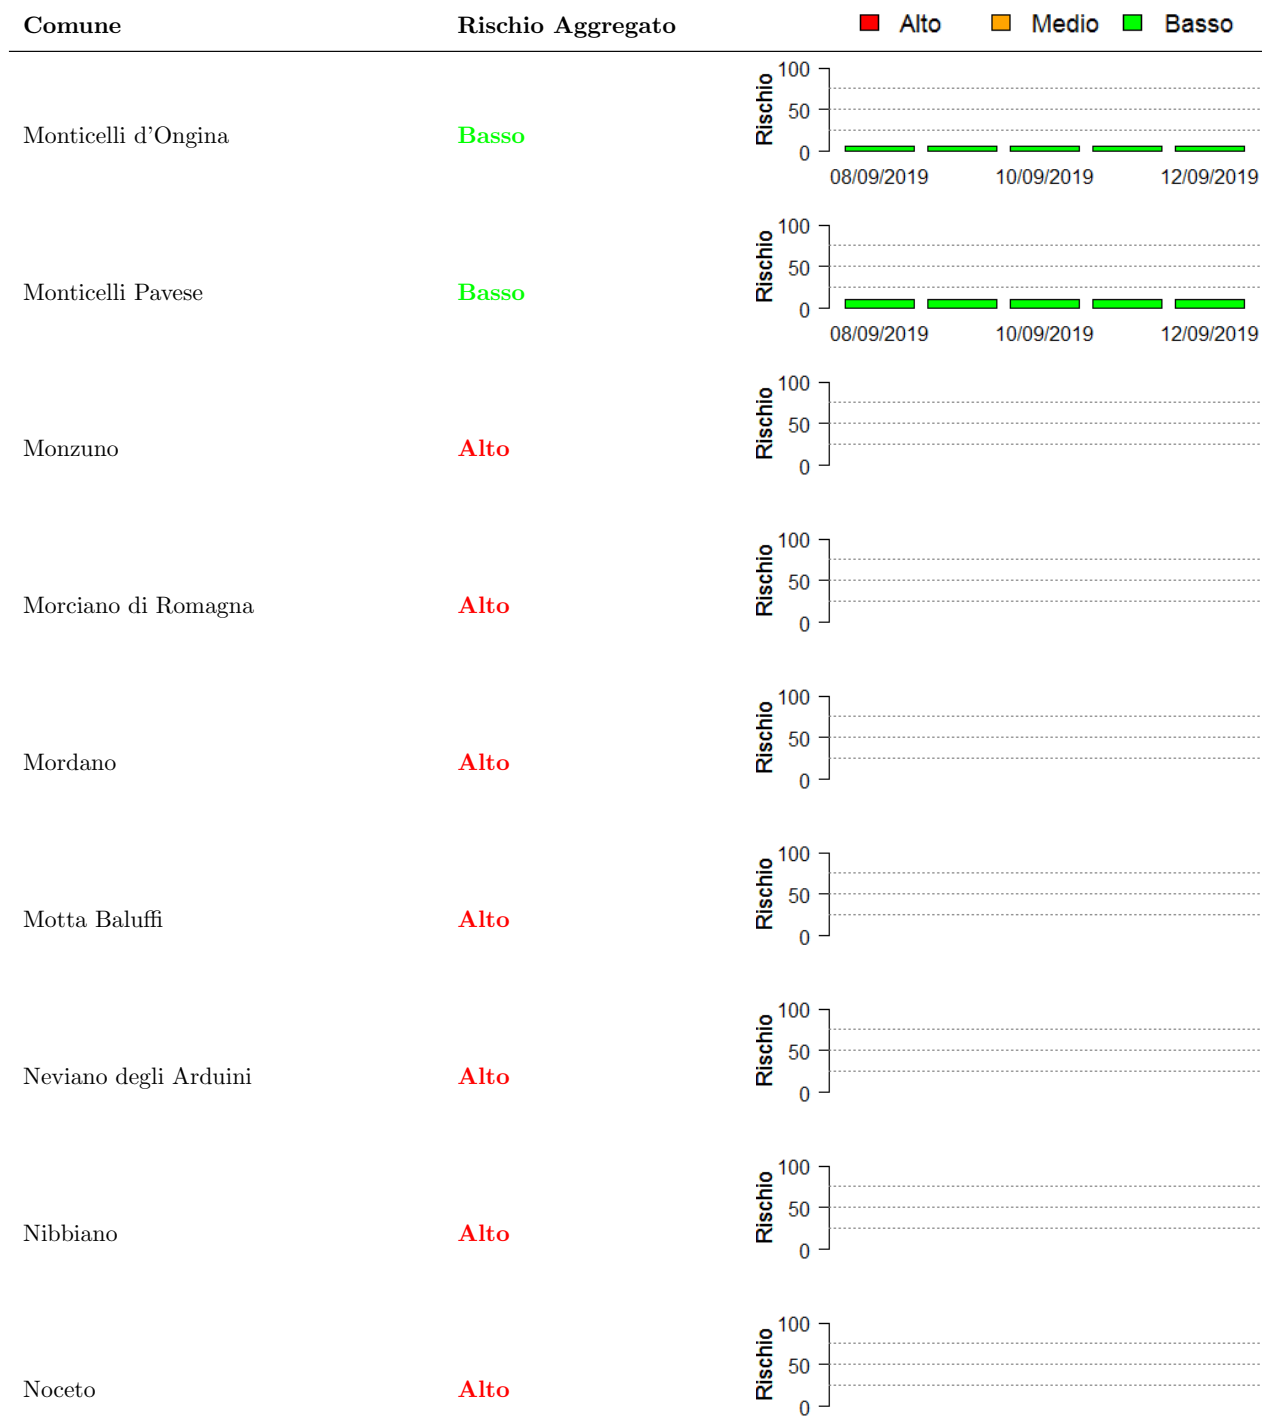 Comune Rischio Aggregato Alto Medio Basso
Monticelli d'Ongina Basso Rischio 100 50 0
08/09/2019 10/09/2019 12/09/2019
Monticelli Pavese Basso Rischio 100 50 0
08/09/2019 10/09/2019 12/09/2019
Monzuno Alto Rischio 100 50 0
Morciano di Romagna Alto Rischio 100 50 0
Mordano Alto Rischio 100 50 0
Motta Baluffi Alto Rischio 100 50 0
Neviano degli Arduini Alto Rischio 100 50 0
Nibbiano Alto Rischio 100 50 0
Noceto Alto Rischio 100 50 0